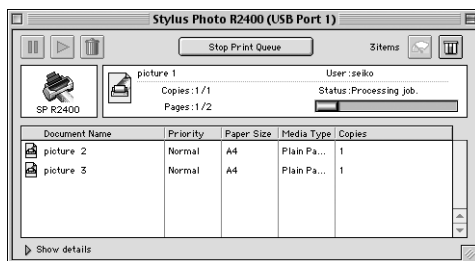 Stylus Photo R2400 (USB Port 1)
Stop Print Queue
3items
SP R2400
picture 1
User :seiko
Copies:1/1
Status:Processing job.
Pages:1/2
Document Name Priority Paper Size Media Type Copies
picture 2 Normal A4 Plain Pa... 1
picture 3 Normal A4 Plain Pa... 1
Show details